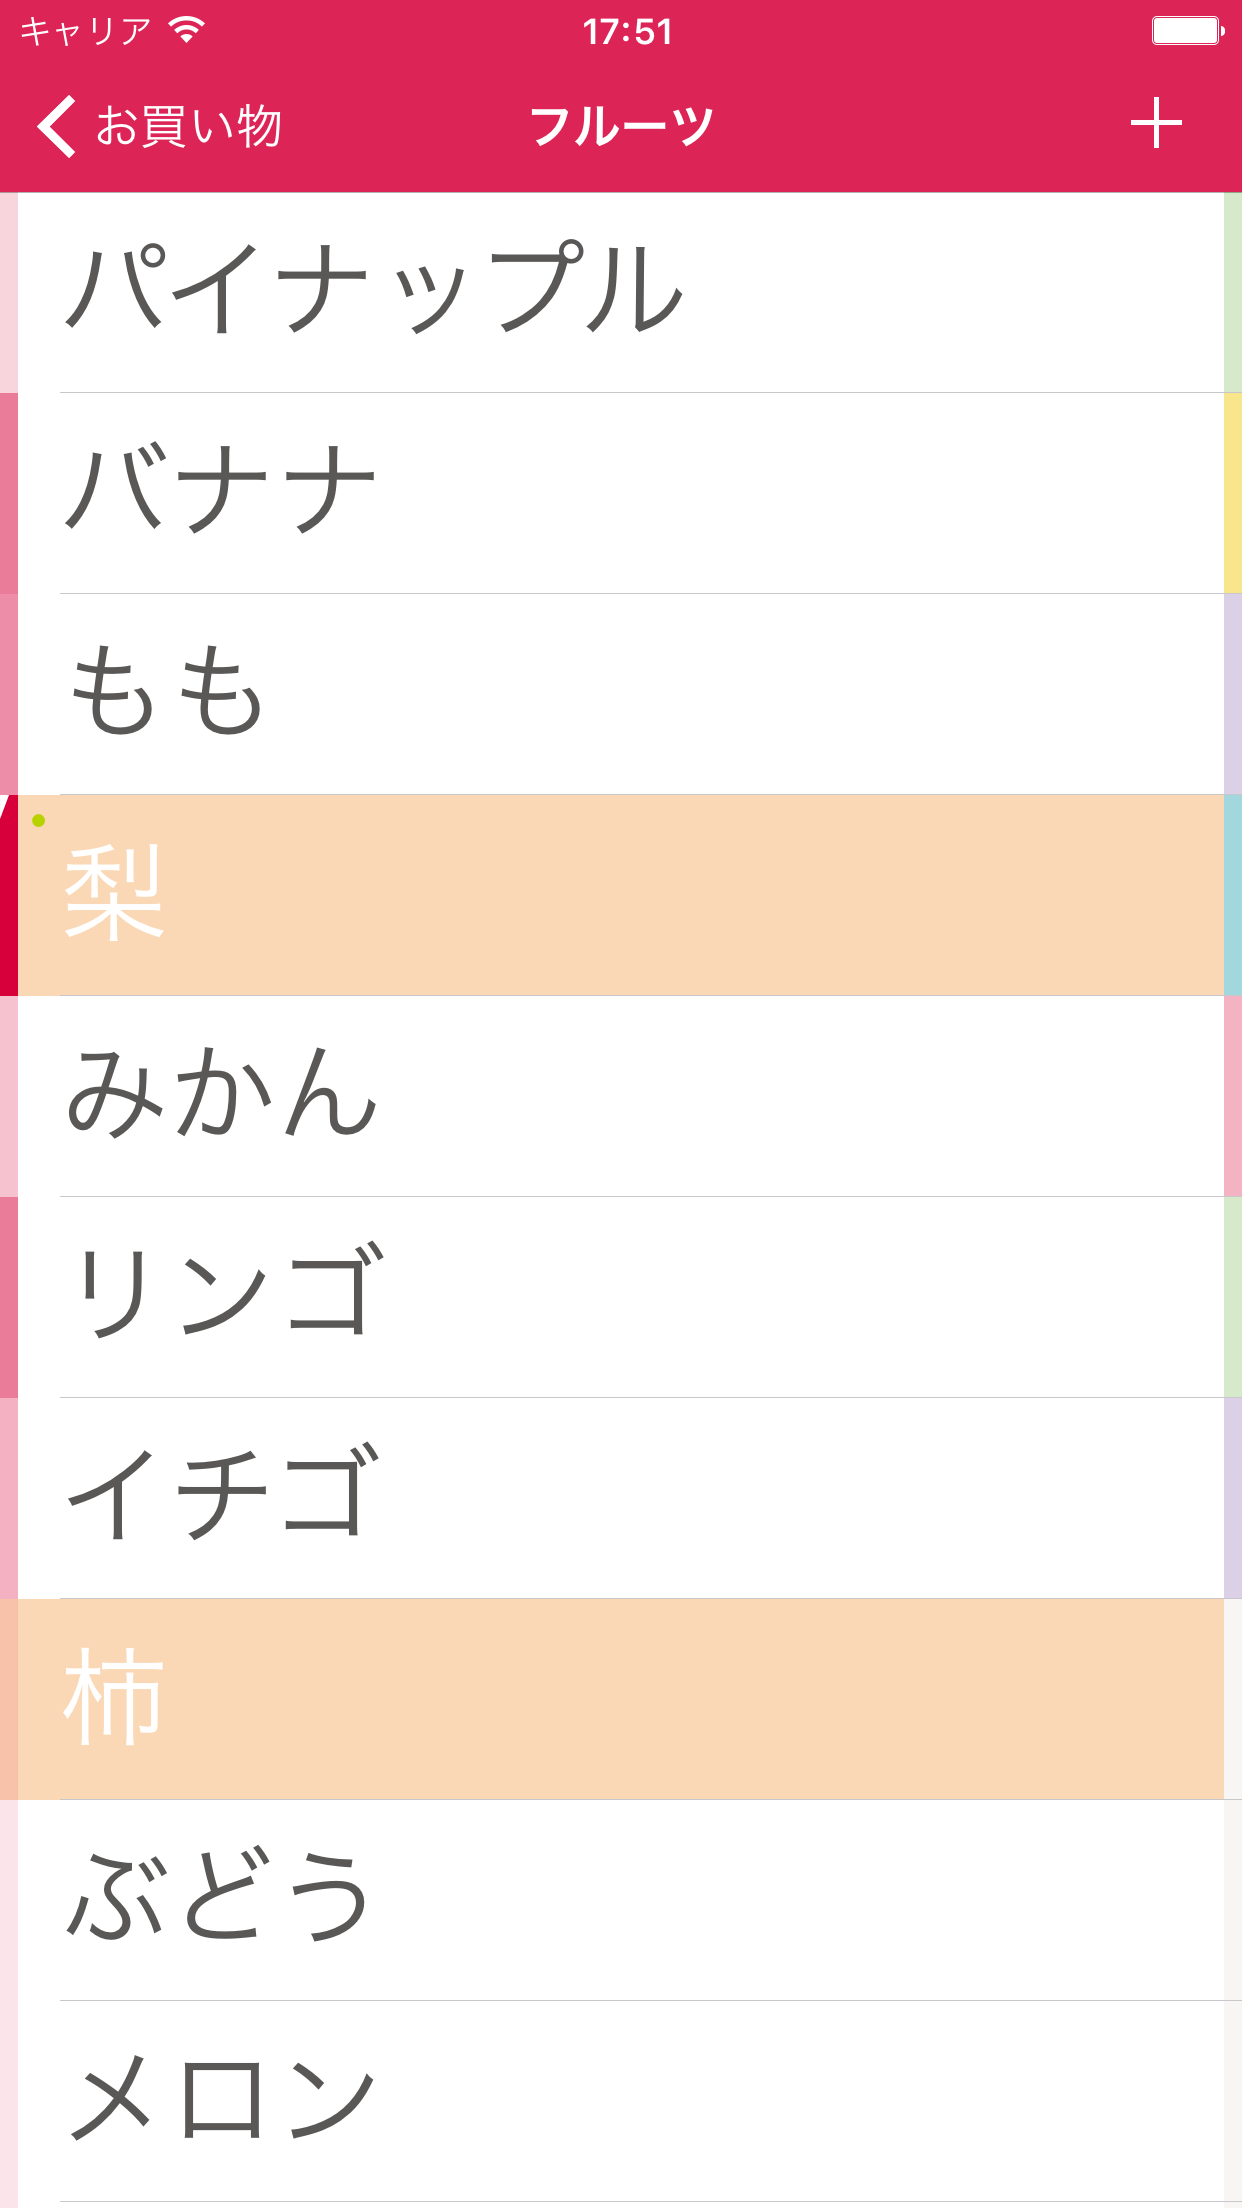 キャリア 17:51
お買い物 フルーツ
パイナップル
バナナ
もも
梨
みかん
リンゴ
イチゴ
柿
ぶどう
メロン